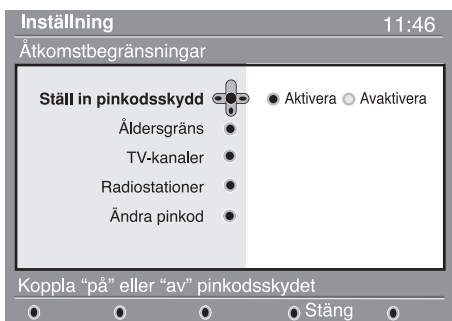 Inställning 11:46
Åtkomstbegränsningar
Ställ in pinkodsskydd Aktivera Avaktivera
Åldersgräns
TV-kanaler
Radiostationer
Ändra pinkod
Koppla “på” eller “av” pinkodsskydet
Stäng